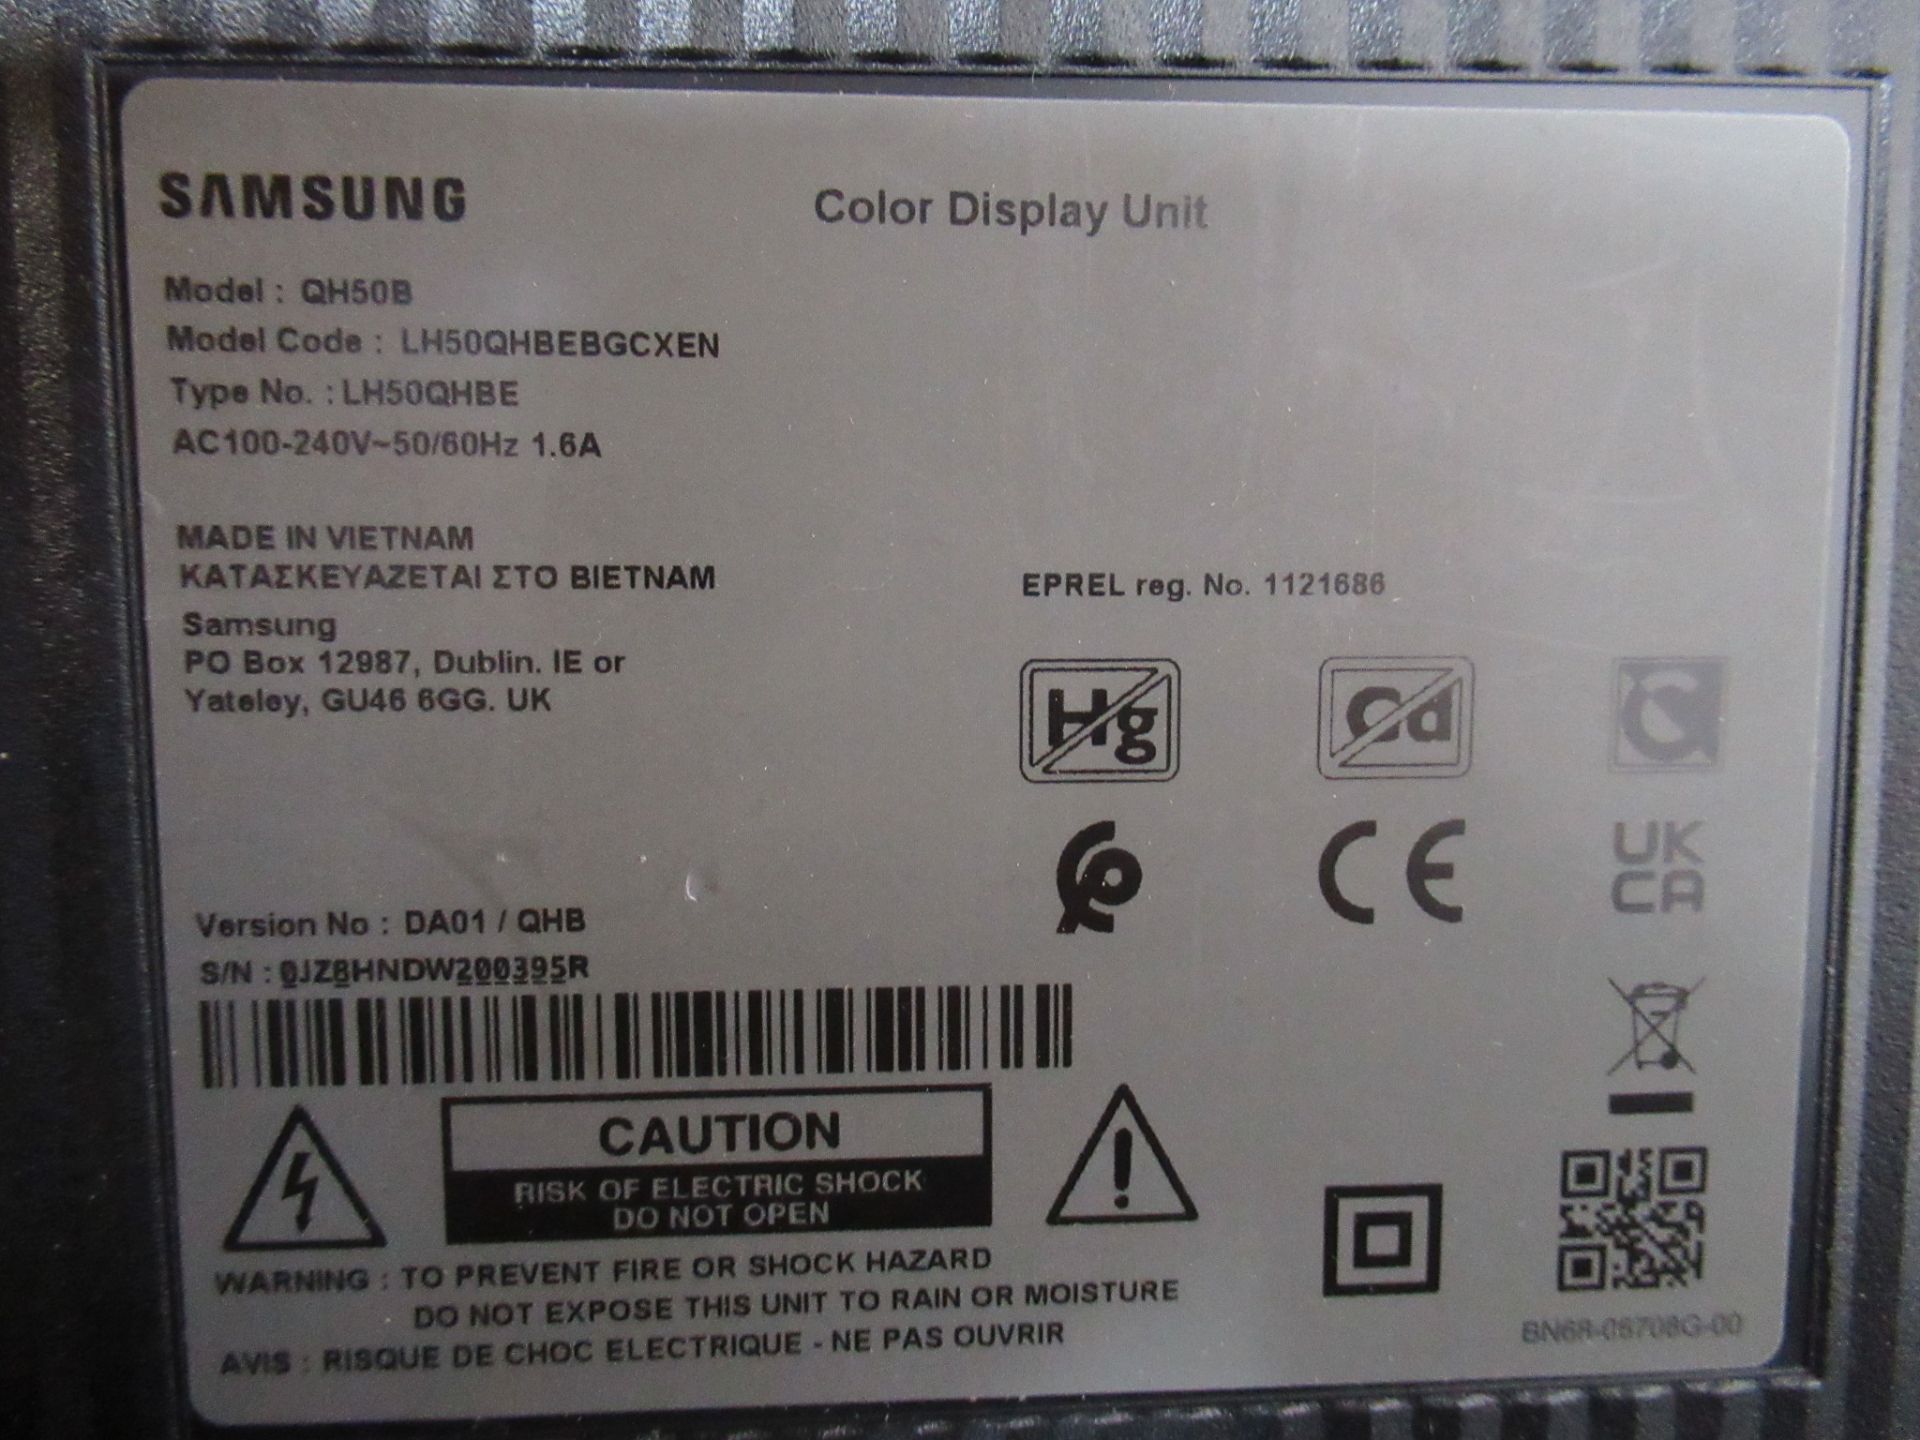 SAMSUNG
Color Display Unit
Model : QH50B
Model Code : LH50QHBEBGCXEN
Type No. : LH50QHBE
AC100-240V~50/60Hz 1.6A
MADE IN VIETNAM
ΚΑΤΑΣΚΕΥΑΖΕΤΑΙ ΣΤΟ ΒΙΕΤΝΑΜ
Samsung
PO Box 12987, Dublin. IE or
Yateley, GU46 6GG. UK
EPREL reg. No. 1121686
Hg
Cd
CE
UK
CA
Version No : DA01 / QHB
S/N : 0JZ8HNDW200395R
CAUTION
RISK OF ELECTRIC SHOCK
DO NOT OPEN
WARNING : TO PREVENT FIRE OR SHOCK HAZARD
DO NOT EXPOSE THIS UNIT TO RAIN OR MOISTURE
AVIS : RISQUE DE CHOC ELECTRIQUE - NE PAS OUVRIR